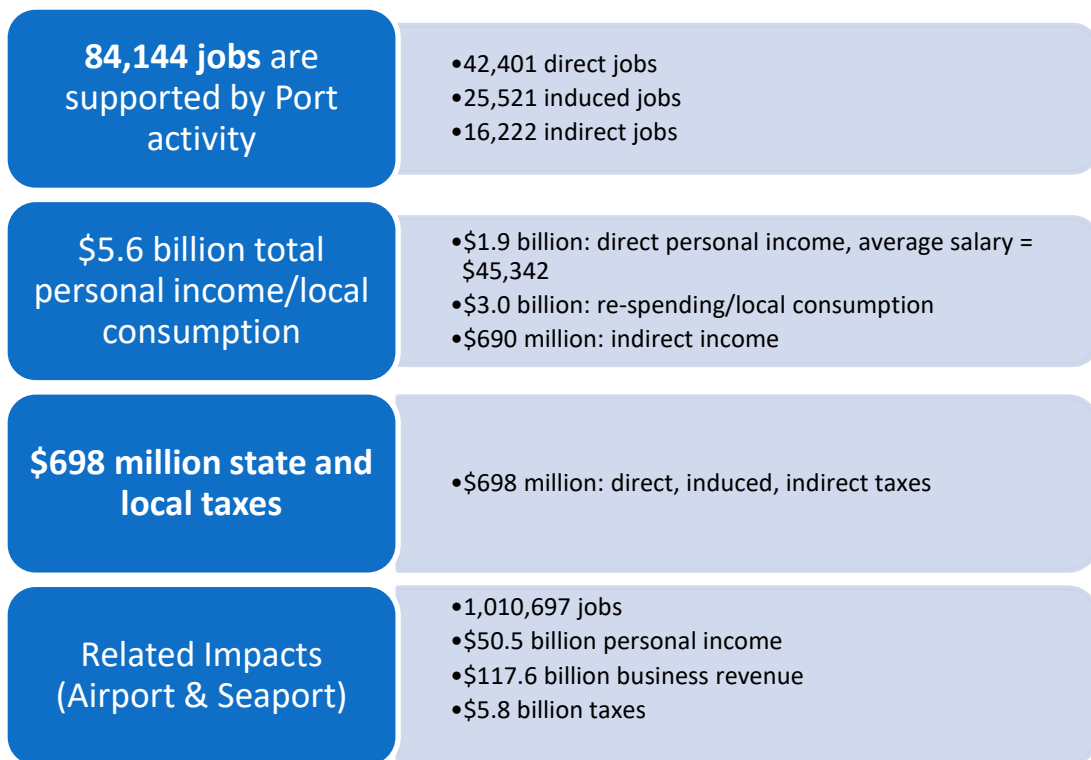 84,144 jobs are
supported by Port
activity
•42,401 direct jobs
•25,521 induced jobs
•16,222 indirect jobs
$5.6 billion total
personal income/local
consumption
•$1.9 billion: direct personal income, average salary =
$45,342
•$3.0 billion: re-spending/local consumption
•$690 million: indirect income
$698 million state and
local taxes
•$698 million: direct, induced, indirect taxes
Related Impacts
(Airport & Seaport)
•1,010,697 jobs
•$50.5 billion personal income
•$117.6 billion business revenue
•$5.8 billion taxes